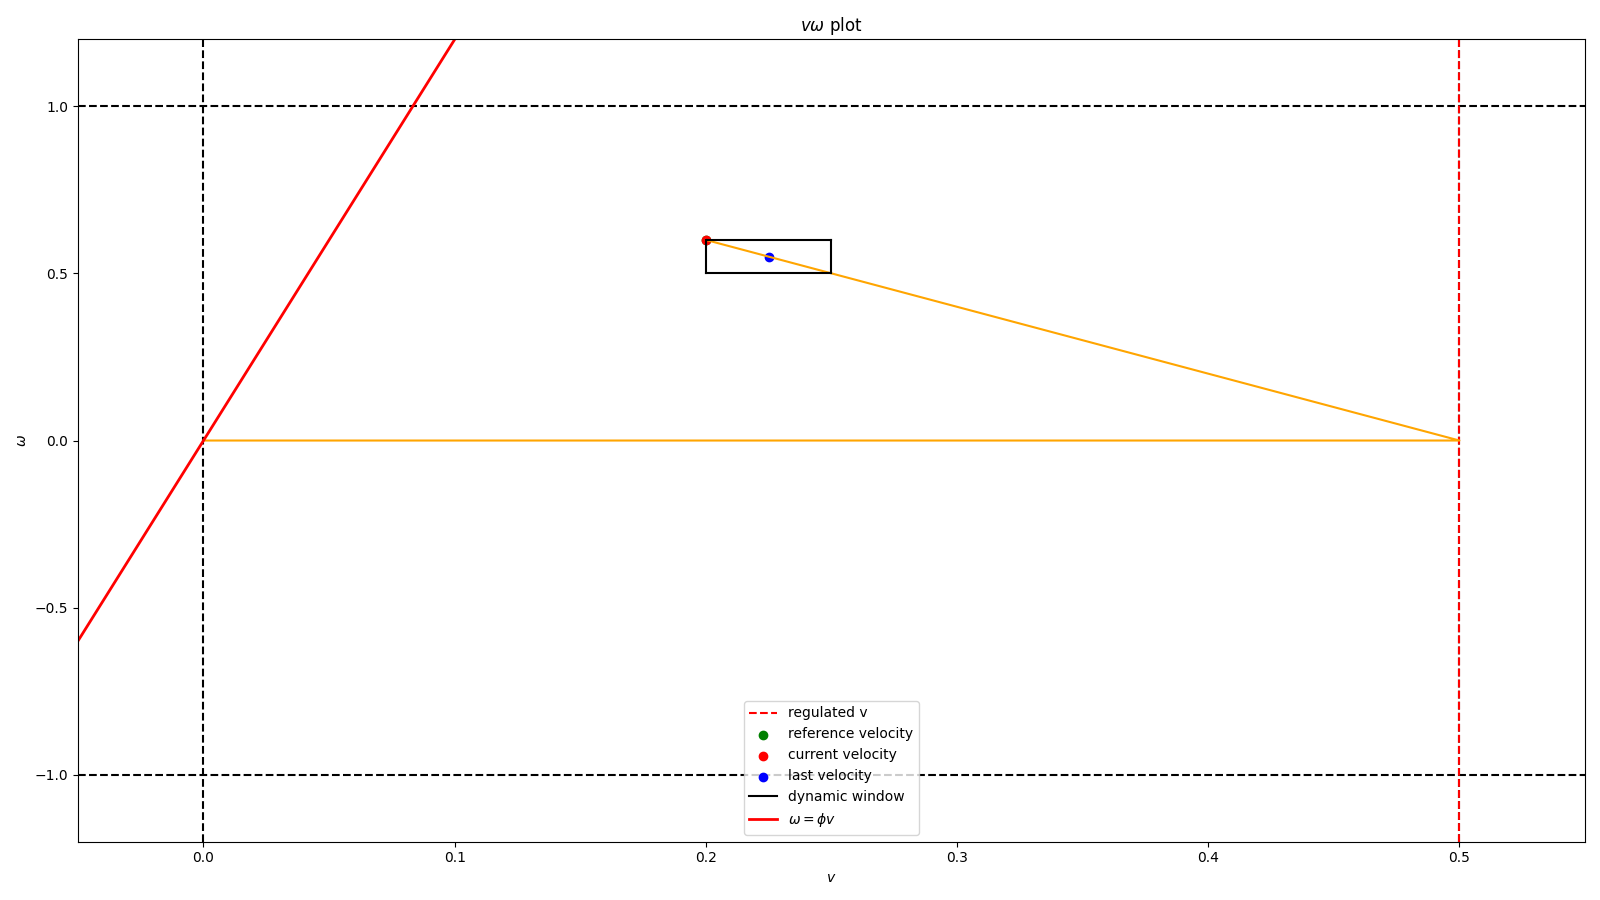 vω plot
1.0
0.5
0.0
−0.5
−1.0
ω
0.0
0.1
0.2
0.3
0.4
0.5
v
regulated v
reference velocity
current velocity
last velocity
dynamic window
ω = ϕv